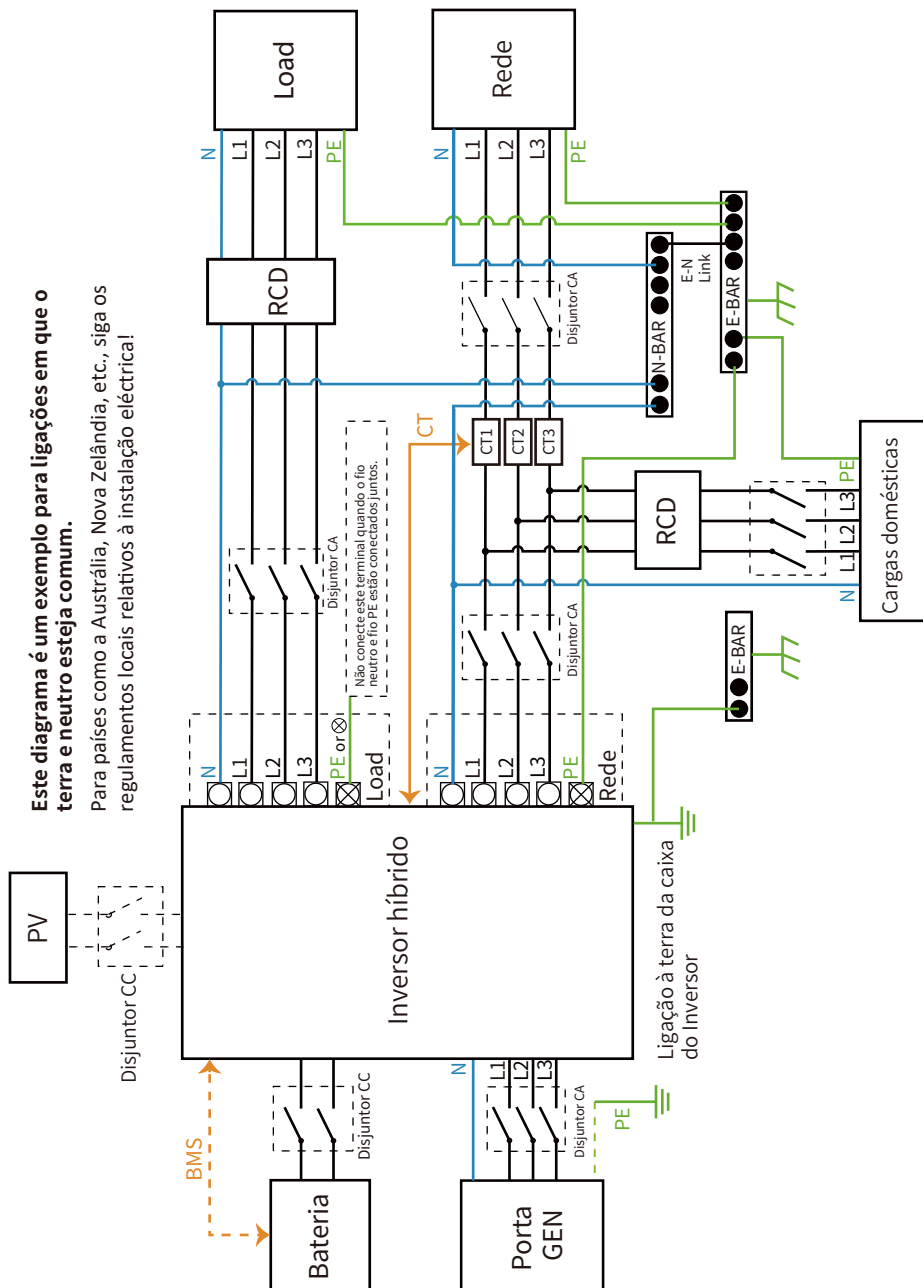 Este diagrama é um exemplo para ligações em que o
terra e neutro esteja comum.
Para países como a Austrália, Nova Zelândia, etc., siga os
regulamentos locais relativos à instalação eléctrica!
PV
Disjuntor CC
BMS
Bateria
Disjuntor CC
Porta
GEN
N
L1
L2
L3
Disjuntor CA
PE
Inversor híbrido
Ligação à terra da caixa
do Inversor
N
L1
L2
L3
PE or
Load
Não conecte este terminal quando o fio
neutro e fio PE estão conectados juntos.
Disjuntor CA
RCD
N
L1
L2
L3
PE
Load
CT
N
L1
L2
L3
PE
Rede
Disjuntor CA
CT1
CT2
CT3
Disjuntor CA
N
L1
L2
L3
PE
Rede
N-BAR
E-N
Link
E-BAR
RCD
N
L1
L2
L3
PE
Cargas domésticas
E-BAR